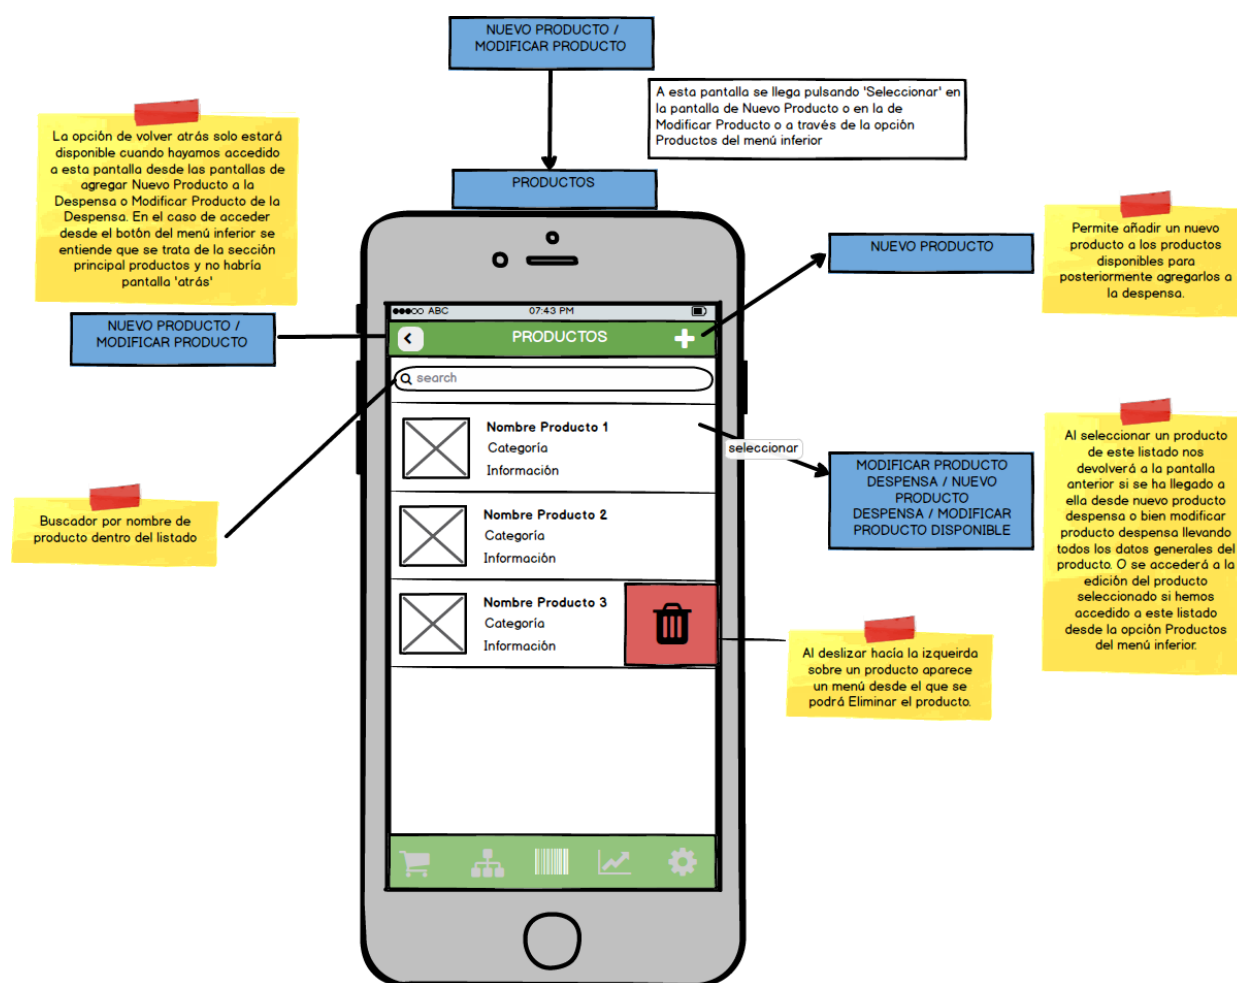 NUEVO PRODUCTO /
MODIFICAR PRODUCTO
A esta pantalla se llega pulsando 'Seleccionar' en
la pantalla de Nuevo Producto o en la de
Modificar Producto o a través de la opción
Productos del menú inferior
La opción de volver atrás solo estará
disponible cuando hayamos accedido
a esta pantalla desde las pantallas de
agregar Nuevo Producto a la
Despensa o Modificar Producto de la
Despensa. En el caso de acceder
desde el botón del menú inferior se
entiende que se trata de la sección
principal productos y no habría
pantalla 'atrás'
PRODUCTOS
NUEVO PRODUCTO
Permite añadir un nuevo
producto a los productos
disponibles para
posteriormente agregarlos a
la despensa.
NUEVO PRODUCTO /
MODIFICAR PRODUCTO
ABC 07:43 PM
PRODUCTOS
search
Nombre Producto 1
Categoría
Información
seleccionar
MODIFICAR PRODUCTO
DESPENSA / NUEVO
PRODUCTO
DESPENSA / MODIFICAR
PRODUCTO DISPONIBLE
Al seleccionar un producto
de este listado nos
devolverá a la pantalla
anterior si se ha llegado a
ella desde nuevo producto
despensa o bien modificar
producto despensa llevando
todos los datos generales del
producto. O se accederá a la
edición del producto
seleccionado si hemos
accedido a este listado
desde la opción Productos
del menú inferior.
Buscador por nombre de
producto dentro del listado
Nombre Producto 2
Categoría
Información
Nombre Producto 3
Categoría
Información
Al deslizar hacía la izqueirda
sobre un producto aparece
un menú desde el que se
podrá Eliminar el producto.